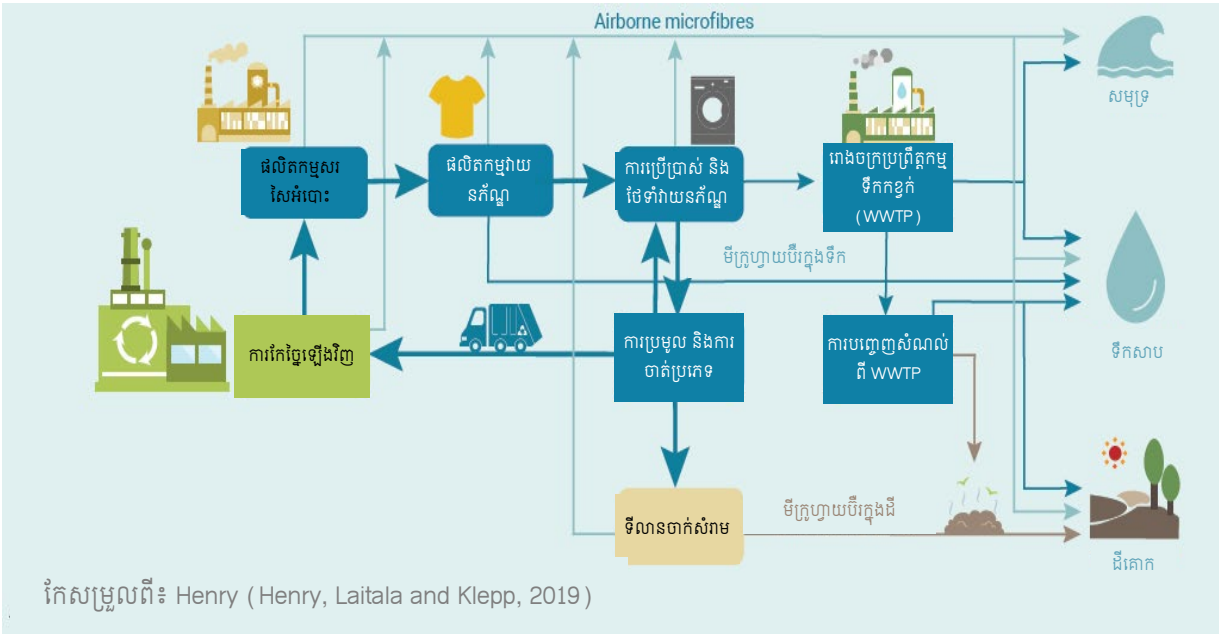 Airborne microfibres
សមុទ្រ
ផលិតកម្មសរ
សៃអំបោះ
ផលិតកម្មវាយ
នភ័ណ្ឌ
ការប្រើប្រាស់ និង
ថែទាំវាយនភ័ណ្ឌ
រោងចក្រប្រព្រឹត្តកម្ម
ទឹកកខ្វក់
(WWTP)
មីក្រូហ្វាយប៊ឺរក្នុងទឹក
ការកែច្នៃឡើងវិញ
ការប្រមូល និងការ
ចាត់ប្រភេទ
ការបញ្ចេញសំណល់
ពី WWTP
ទឹកសាប
ទីលានចាក់សំរាម
មីក្រូហ្វាយប៊ឺរក្នុងដី
ដីគោក
កែសម្រួលពី៖ Henry (Henry, Laitala and Klepp, 2019)